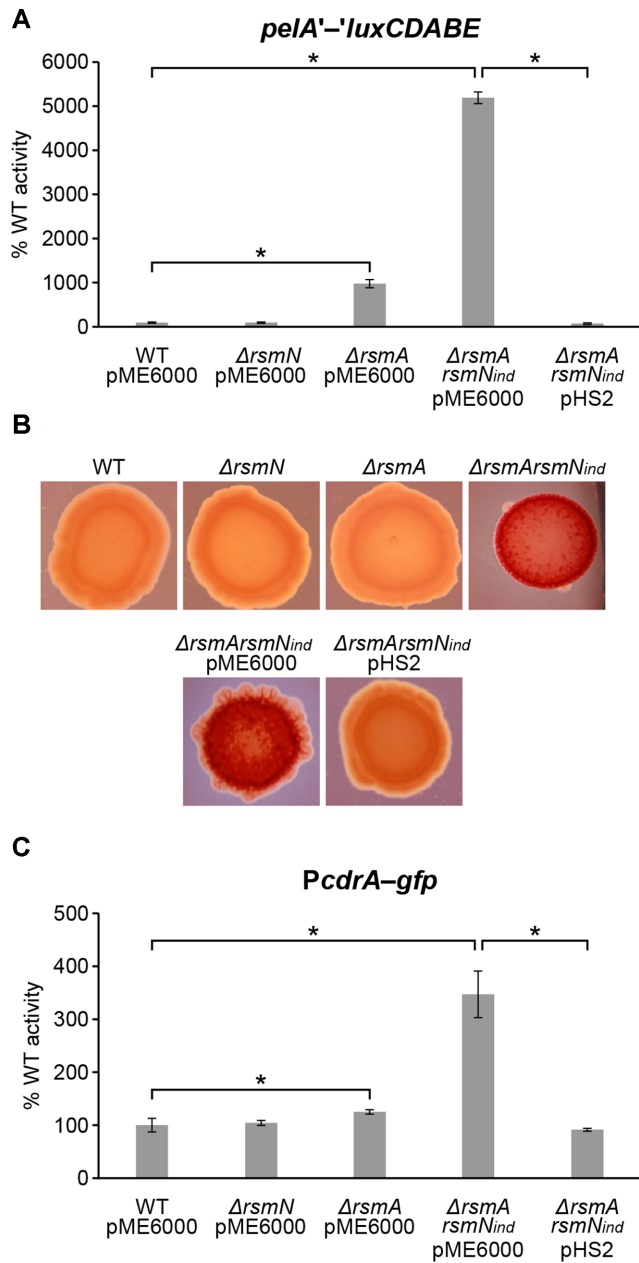 A
pelA'–'luxCDABE
% WT activity
6000
5000
4000
3000
2000
1000
0
* *
*
WT pME6000
ΔrsmN pME6000
ΔrsmA pME6000
ΔrsmA rsmNind pME6000
ΔrsmA rsmNind pHS2
B
WT ΔrsmN ΔrsmA ΔrsmArsmNind
ΔrsmArsmNind pME6000
ΔrsmArsmNind pHS2
C
PcdrA–gfp
% WT activity
500
400
300
200
100
0
* *
*
WT pME6000
ΔrsmN pME6000
ΔrsmA pME6000
ΔrsmA rsmNind pME6000
ΔrsmA rsmNind pHS2